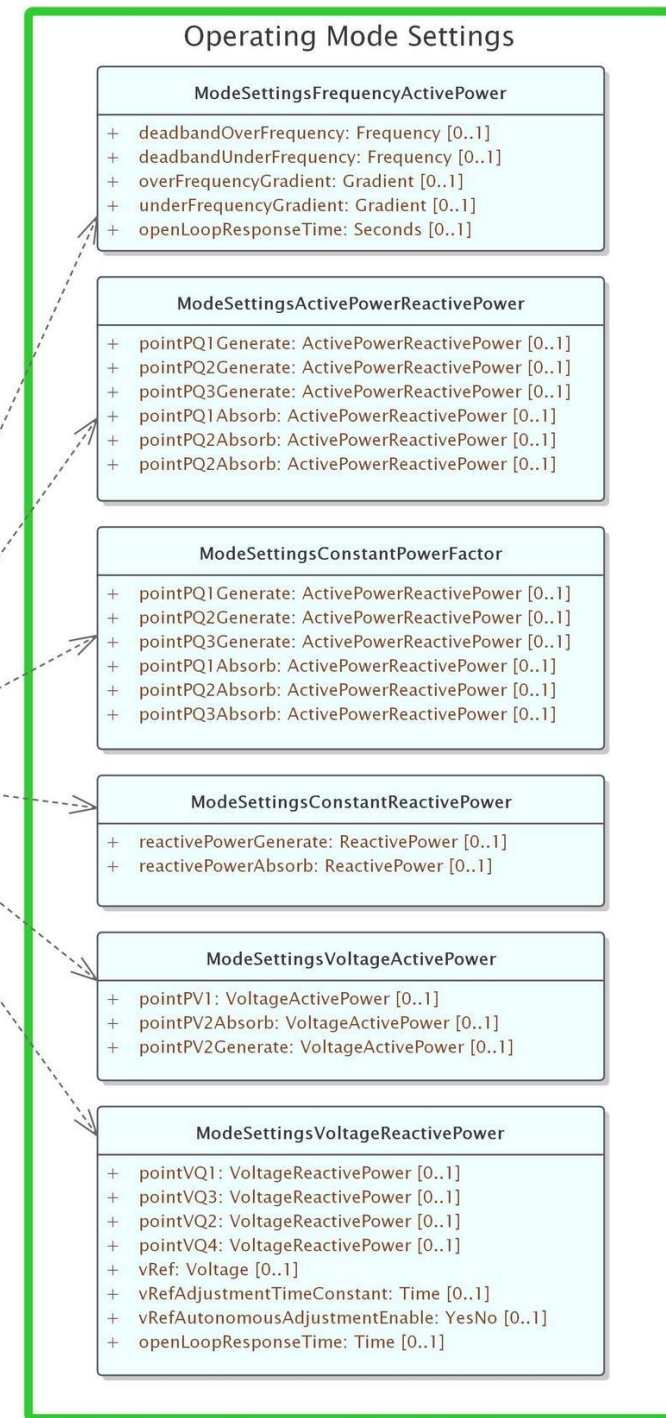 Operating Mode Settings
ModeSettingsFrequencyActivePower
+ deadbandOverFrequency: Frequency [0..1]
+ deadbandUnderFrequency: Frequency [0..1]
+ overFrequencyGradient: Gradient [0..1]
+ underFrequencyGradient: Gradient [0..1]
+ openLoopResponseTime: Seconds [0..1]
ModeSettingsActivePowerReactivePower
+ pointPQ1Generate: ActivePowerReactivePower [0..1]
+ pointPQ2Generate: ActivePowerReactivePower [0..1]
+ pointPQ3Generate: ActivePowerReactivePower [0..1]
+ pointPQ1Absorb: ActivePowerReactivePower [0..1]
+ pointPQ2Absorb: ActivePowerReactivePower [0..1]
+ pointPQ2Absorb: ActivePowerReactivePower [0..1]
ModeSettingsConstantPowerFactor
+ pointPQ1Generate: ActivePowerReactivePower [0..1]
+ pointPQ2Generate: ActivePowerReactivePower [0..1]
+ pointPQ3Generate: ActivePowerReactivePower [0..1]
+ pointPQ1Absorb: ActivePowerReactivePower [0..1]
+ pointPQ2Absorb: ActivePowerReactivePower [0..1]
+ pointPQ3Absorb: ActivePowerReactivePower [0..1]
ModeSettingsConstantReactivePower
+ reactivePowerGenerate: ReactivePower [0..1]
+ reactivePowerAbsorb: ReactivePower [0..1]
ModeSettingsVoltageActivePower
+ pointPV1: VoltageActivePower [0..1]
+ pointPV2Absorb: VoltageActivePower [0..1]
+ pointPV2Generate: VoltageActivePower [0..1]
ModeSettingsVoltageReactivePower
+ pointVQ1: VoltageReactivePower [0..1]
+ pointVQ3: VoltageReactivePower [0..1]
+ pointVQ2: VoltageReactivePower [0..1]
+ pointVQ4: VoltageReactivePower [0..1]
+ vRef: Voltage [0..1]
+ vRefAdjustmentTimeConstant: Time [0..1]
+ vRefAutonomousAdjustmentEnable: YesNo [0..1]
+ openLoopResponseTime: Time [0..1]